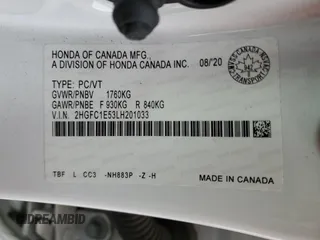 HONDA OF CANADA MFG.
A DIVISION OF HONDA CANADA INC. 08/'20
TYPE: PC/VT
GVWR/PNBV 1760KG
GAWR/PNBE F 930KG R 840KG
V.I.N. 2HGFC1E53LH201033
TBF L CC3 -NH883P -Z -H
MADE IN CANADA
DREAMBID